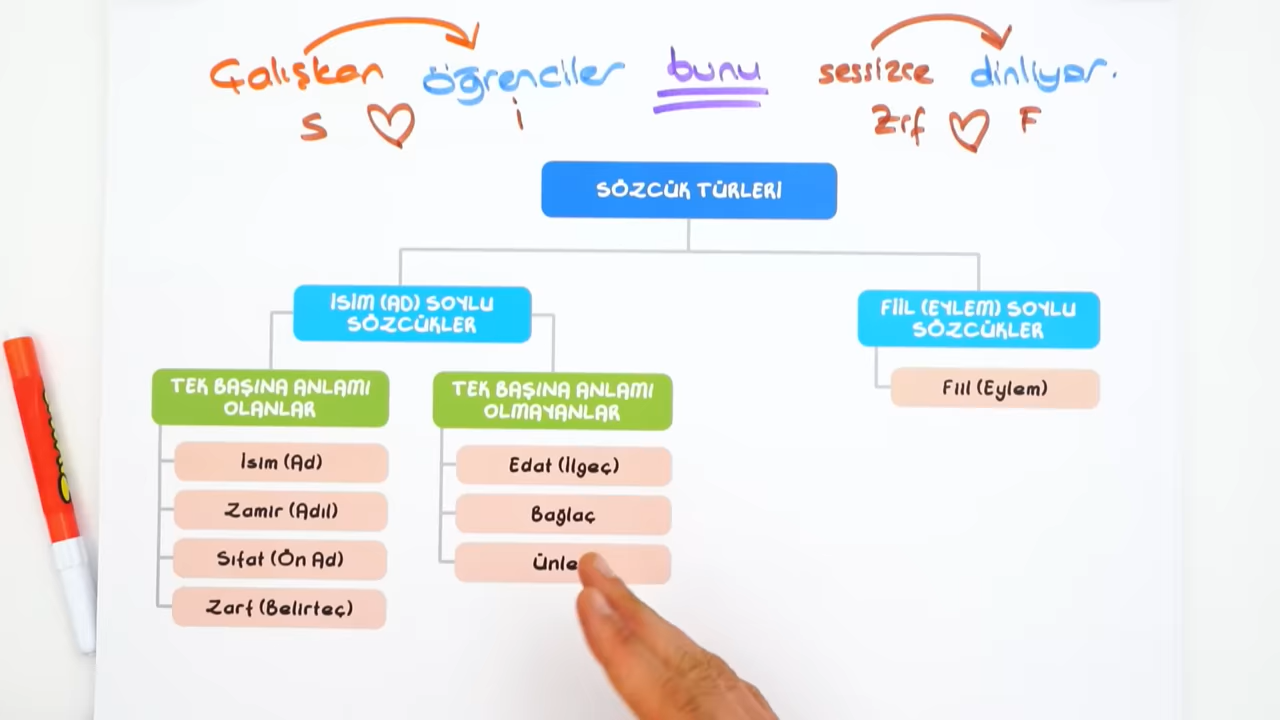 Çalışkan öğrenciler bunu sessizce dinliyor.
S i Zrf F
SÖZCÜK TÜRLERİ
İSİM (AD) SOYLU
SÖZCÜKLER
FİİL (EYLEM) SOYLU
SÖZCÜKLER
TEK BAŞINA ANLAMI
OLANLAR
TEK BAŞINA ANLAMI
OLMAYANLAR
Fiil (Eylem)
İsim (Ad)
Zamir (Adıl)
Sıfat (Ön Ad)
Zarf (Belirteç)
Edat (İlgeç)
Bağlaç